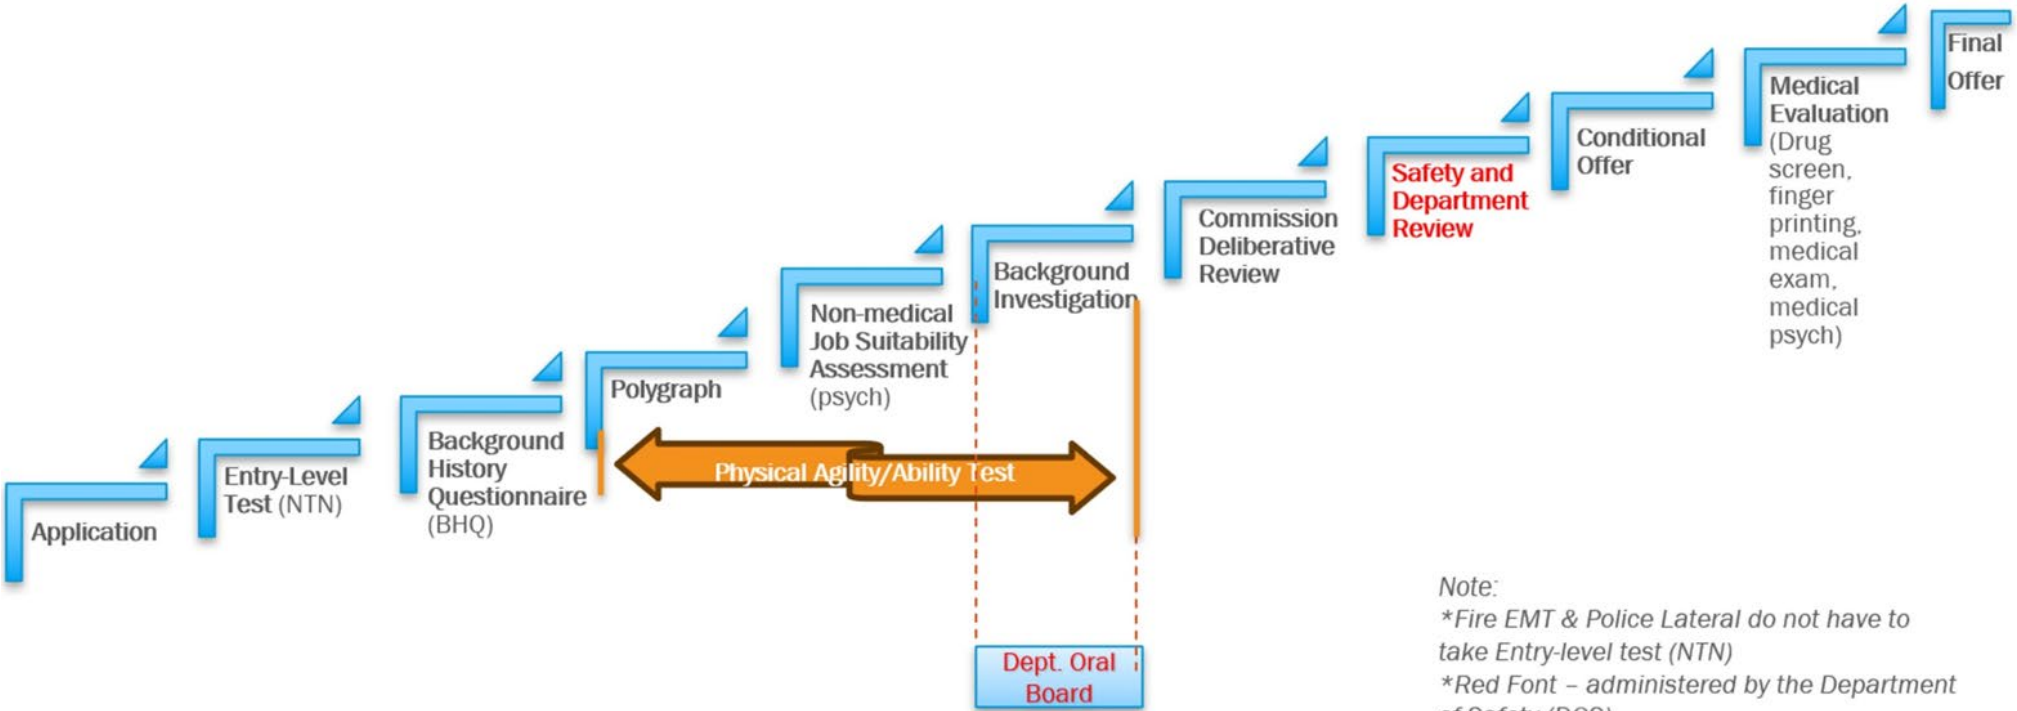 Application
Entry-Level
Test (NTN)
Background
History
Questionnaire
(BHQ)
Polygraph
Non-medical
Job Suitability
Assessment
(psych)
Background
Investigation
Commission
Deliberative
Review
Safety and
Department
Review
Conditional
Offer
Medical
Evaluation
(Drug
screen,
finger
printing,
medical
exam,
medical
psych)
Final
Offer
Physical Agility/Ability Test
Dept. Oral
Board
Note:
*Fire EMT & Police Lateral do not have to
take Entry-level test (NTN)
*Red Font – administered by the Department